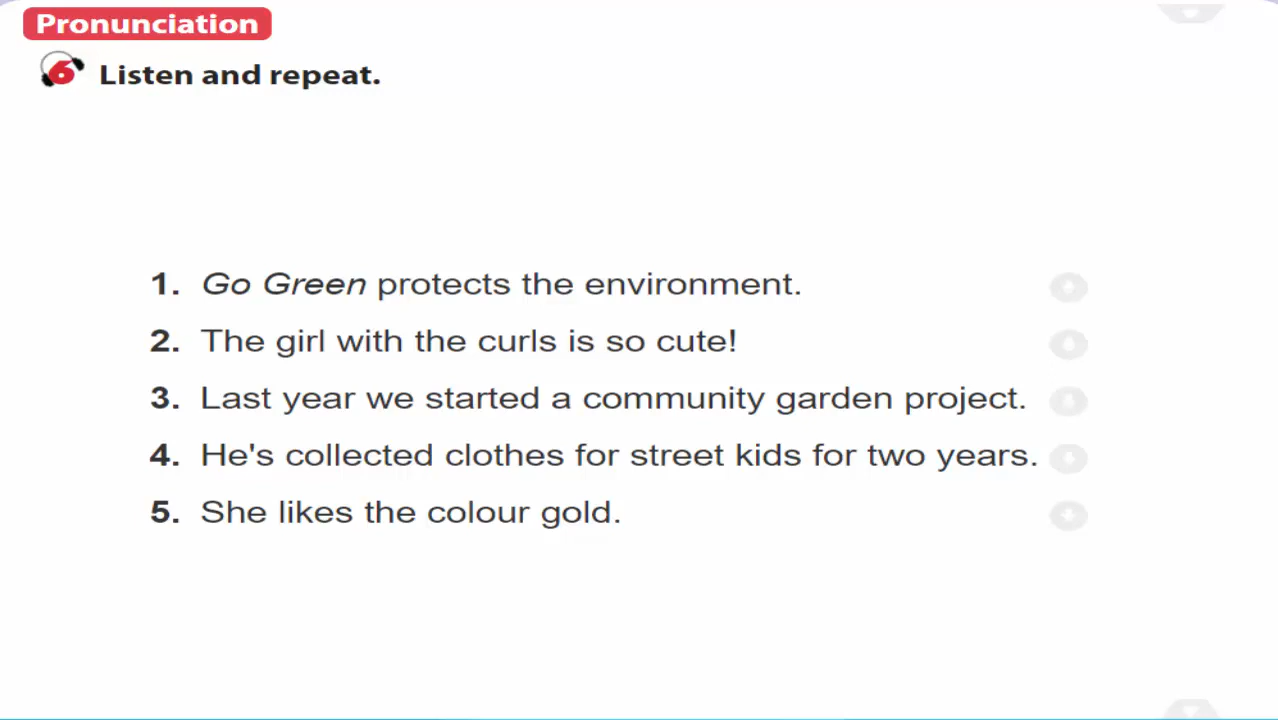 Pronunciation
6 Listen and repeat.
1. Go Green protects the environment.
2. The girl with the curls is so cute!
3. Last year we started a community garden project.
4. He's collected clothes for street kids for two years.
5. She likes the colour gold.